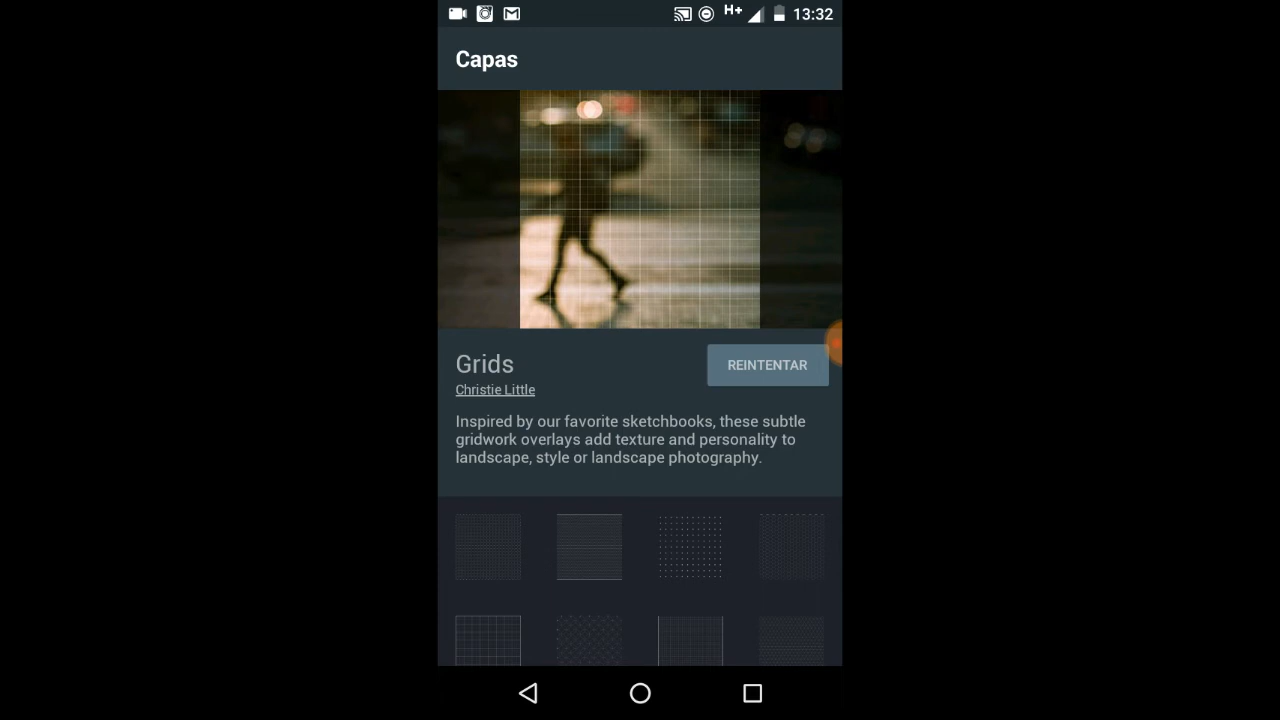 H+ 13:32
Capas
Grids
REINTENTAR
Christie Little
Inspired by our favorite sketchbooks, these subtle
gridwork overlays add texture and personality to
landscape, style or landscape photography.